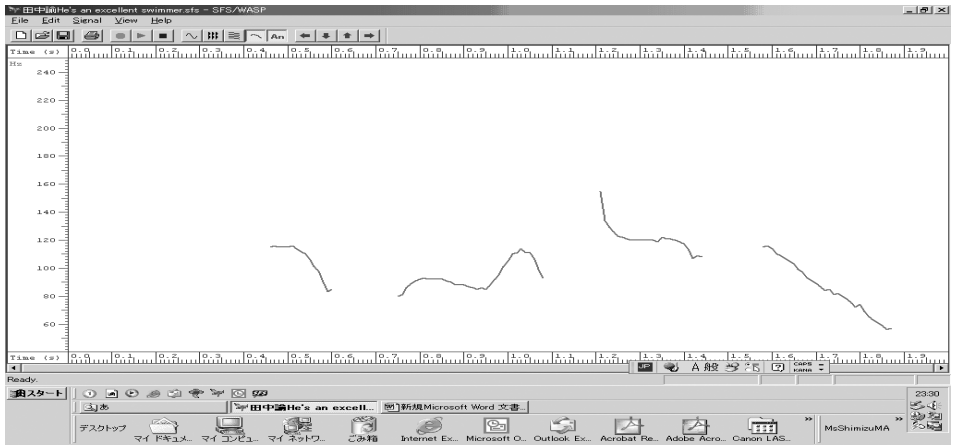 田中諭He's an excellent swimmer.sfs - SFS/WASP
File Edit Signal View Help
An
Time (s) 0.0 0.1 0.2 0.3 0.4 0.5 0.6 0.7 0.8 0.9 1.0 1.1 1.2 1.3 1.4 1.5 1.6 1.7 1.8 1.9
Hz
240
220
200
180
160
140
120
100
80
60
Time (s) 0.0 0.1 0.2 0.3 0.4 0.5 0.6 0.7 0.8 0.9 1.0 1.1 1.2 1.3 1.4 1.5 1.6 1.7 1.8 1.9
Ready.
JP A 般 CAPS KANA
スタート 23:30
あ 田中諭He's an excell... 新規Microsoft Word 文書...
デスクトップ マイ ドキュメ... マイ コンピュ... マイ ネットワ... ごみ箱 Internet Ex... Microsoft O... Outlook Ex... Acrobat Re... Adobe Acro... Canon LAS... » MsShimizuMA »